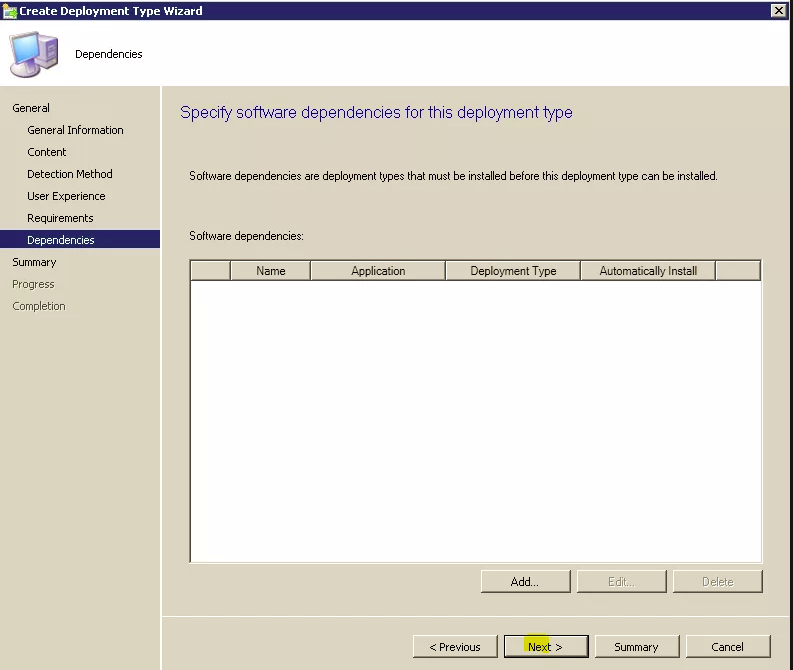 Create Deployment Type Wizard
Dependencies
General
General Information
Content
Detection Method
User Experience
Requirements
Dependencies
Summary
Progress
Completion
Specify software dependencies for this deployment type
Software dependencies are deployment types that must be installed before this deployment type can be installed.
Software dependencies:
Name Application Deployment Type Automatically Install
Add... Edit... Delete
< Previous Next > Summary Cancel